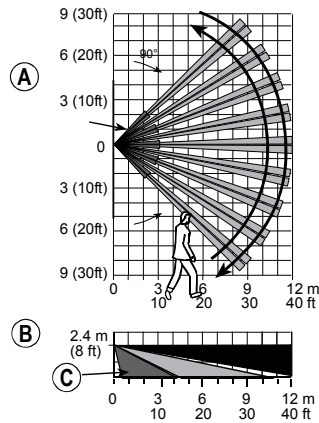 9 (30ft)
90°
6 (20ft)
A
3 (10ft)
0
3 (10ft)
6 (20ft)
9 (30ft)
0 3 6 9 12 m
10 20 30 40 ft
B
2.4 m
(8 ft)
C
0 3 6 9 12 m
10 20 30 40 ft